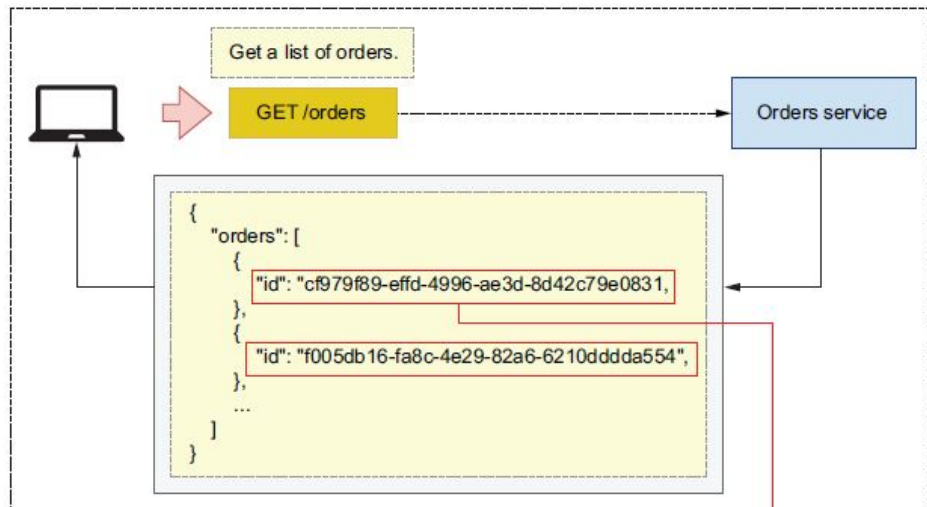 Get a list of orders.
GET /orders
Orders service
{
"orders": [
{
"id": "cf979f89-effd-4996-ae3d-8d42c79e0831,
},
{
"id": "f005db16-fa8c-4e29-82a6-6210dddda554",
},
...
]
}